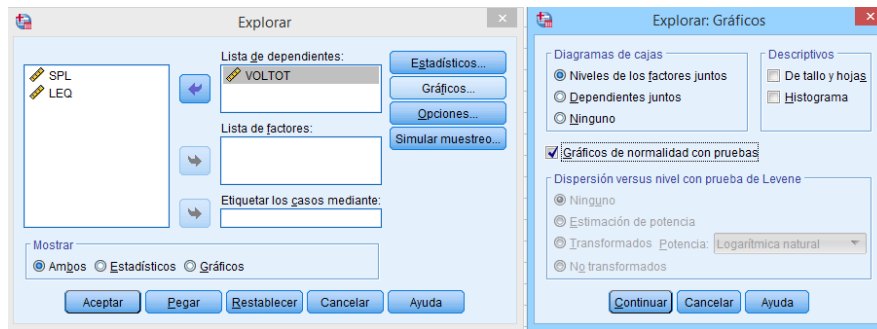 Explorar
Lista de dependientes:
SPL
LEQ
VOLTOT
Estadísticos...
Gráficos...
Opciones...
Simular muestreo...
Lista de factores:
Etiquetar los casos mediante:
Mostrar
Ambos Estadísticos Gráficos
Aceptar Pegar Restablecer Cancelar Ayuda
Explorar: Gráficos
Diagramas de cajas
Niveles de los factores juntos
Dependientes juntos
Ninguno
Descriptivos
De tallo y hojas
Histograma
Gráficos de normalidad con pruebas
Dispersión versus nivel con prueba de Levene
Ninguno
Estimación de potencia
Transformados Potencia: Logarítmica natural
No transformados
Continuar Cancelar Ayuda